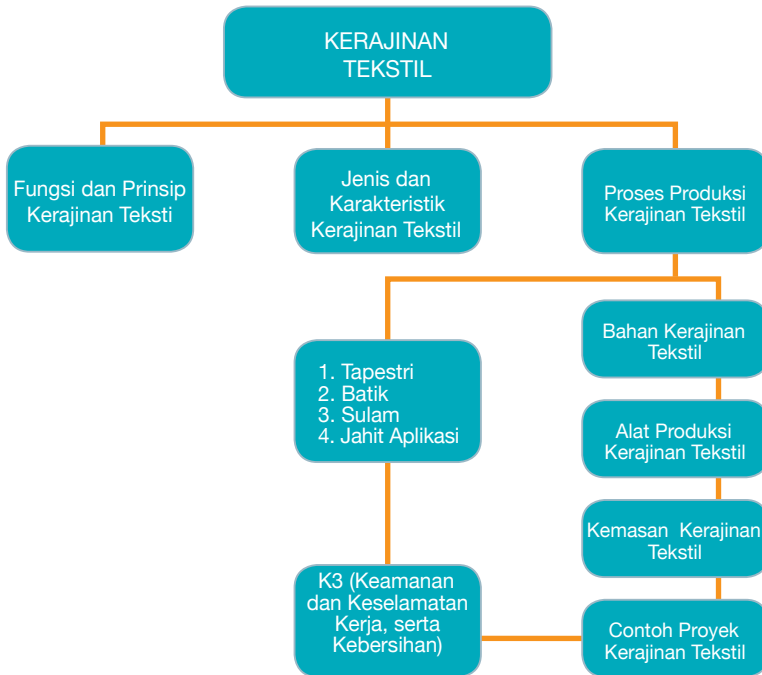 KERAJINAN
TEKSTIL
Fungsi dan Prinsip
Kerajinan Teksti
Jenis dan
Karakteristik
Kerajinan Tekstil
Proses Produksi
Kerajinan Tekstil
1. Tapestri
2. Batik
3. Sulam
4. Jahit Aplikasi
Bahan Kerajinan
Tekstil
Alat Produksi
Kerajinan Tekstil
Kemasan Kerajinan
Tekstil
K3 (Keamanan
dan Keselamatan
Kerja, serta
Kebersihan)
Contoh Proyek
Kerajinan Tekstil